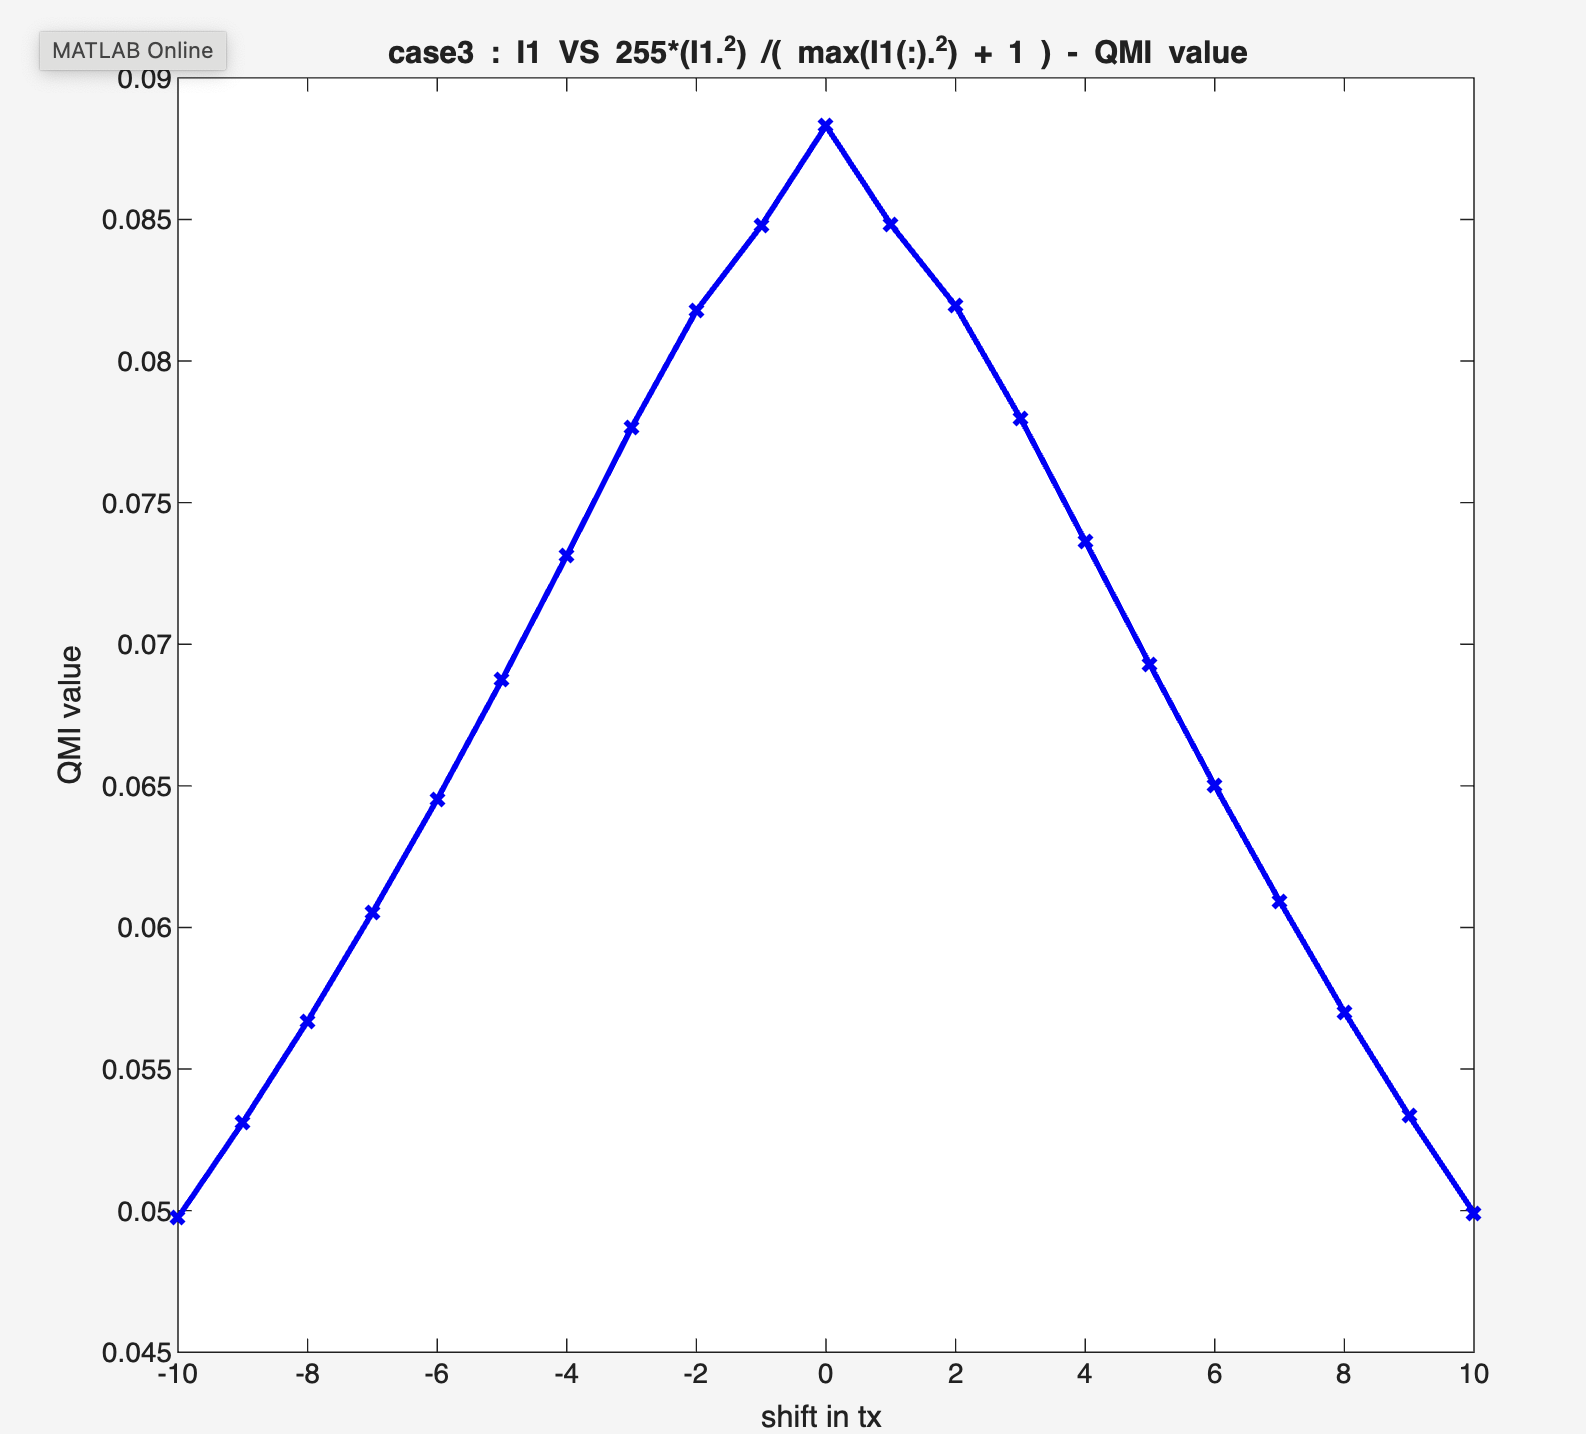 MATLAB Online
case3 : I1 VS 255*(I1.²) /( max(I1(:).²) + 1 ) - QMI value
0.09
0.085
0.08
0.075
0.07
0.065
0.06
0.055
0.05
0.045
QMI value
-10 -8 -6 -4 -2 0 2 4 6 8 10
shift in tx